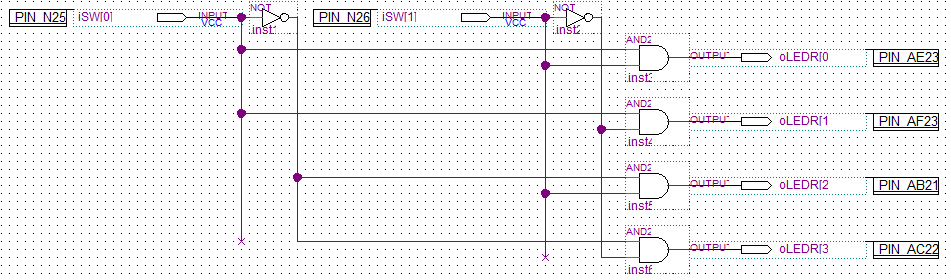 PIN_N25 iSW[0] INPUT VCC NOT inst PIN_N26 iSW[1] INPUT VCC NOT inst2
AND2 inst3 OUTPUT oLEDR[0 PIN_AE23
AND2 inst4 OUTPUT oLEDR[1 PIN_AF23
AND2 inst5 OUTPUT oLEDR[2 PIN_AB21
AND2 inst6 OUTPUT oLEDR[3 PIN_AC22